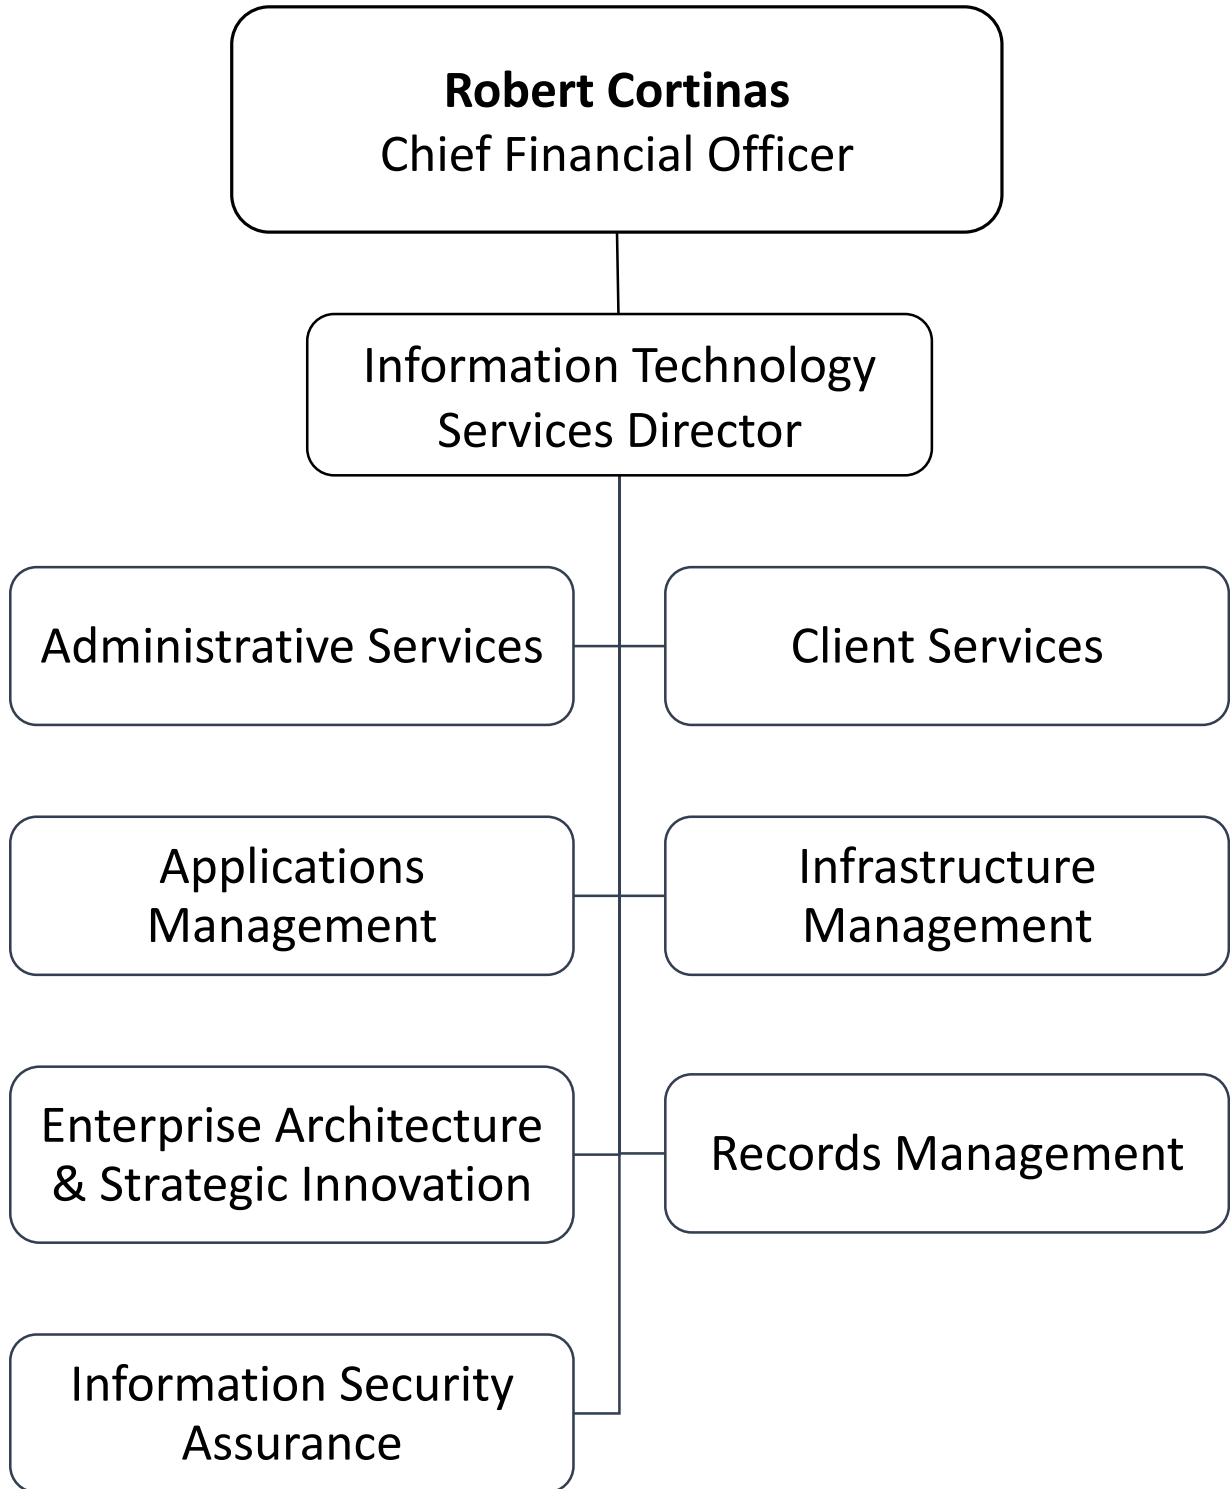 Robert Cortinas
Chief Financial Officer
Information Technology
Services Director
Administrative Services
Client Services
Applications
Management
Infrastructure
Management
Enterprise Architecture
& Strategic Innovation
Records Management
Information Security
Assurance